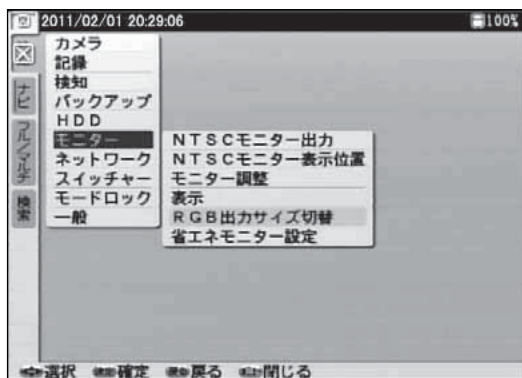 2011/02/01 20:29:06 100%
カメラ
記録
検知
バックアップ
HDD
モニター
ネットワーク
スイッチャー
モードロック
一般
NTSCモニター出力
NTSCモニター表示位置
モニター調整
表示
RGB出力サイズ切替
省エネモニター設定
ナビ
フル/マルチ
検索
選択 確定 戻る 閉じる